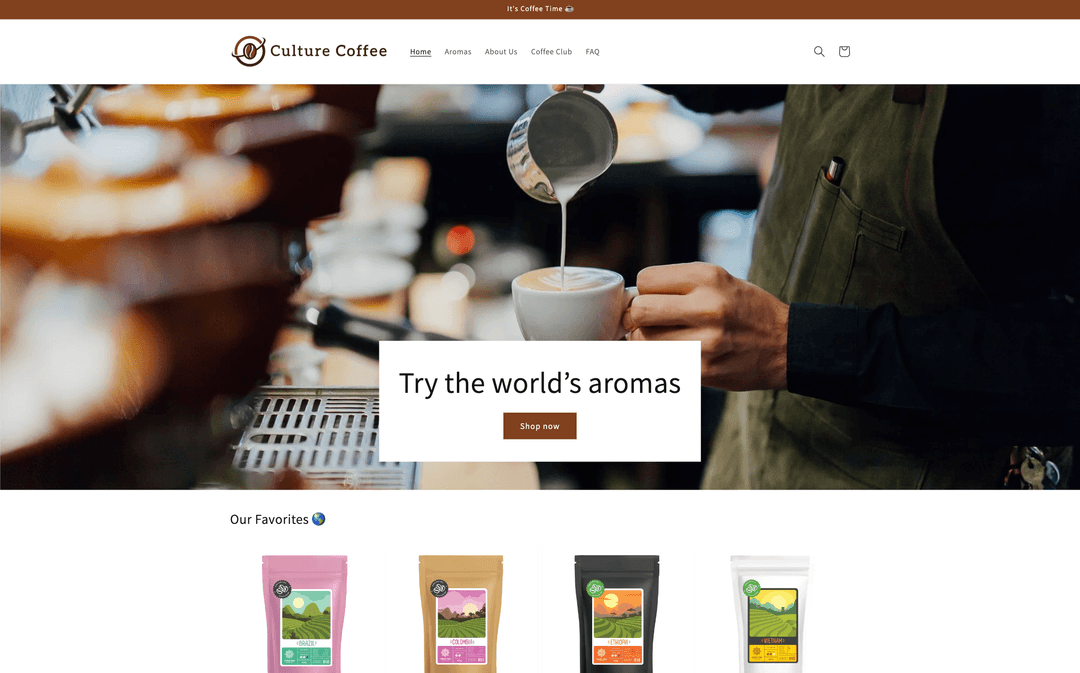 It's Coffee Time ☕
Culture Coffee
Home Aromas About Us Coffee Club FAQ
Try the world’s aromas
Shop now
Our Favorites 🌍
BRAZIL
COLOMBIA
ETHIOPIA
VIETNAM